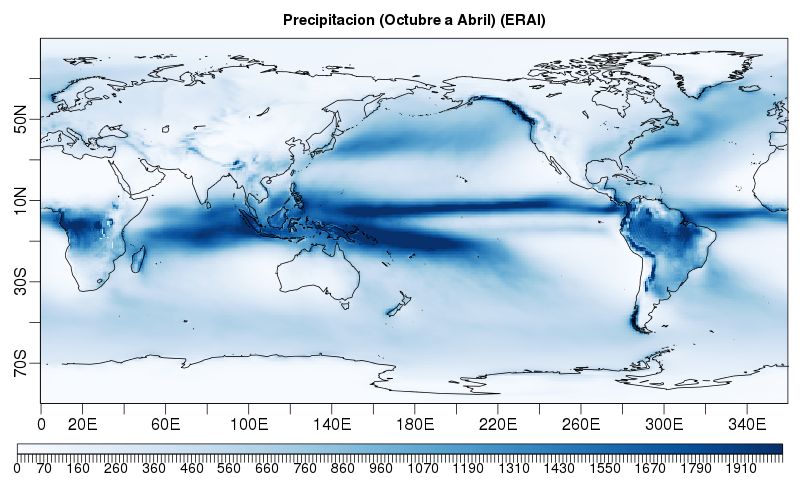 Precipitacion (Octubre a Abril) (ERAI)
50N
10N
30S
70S
0 20E 60E 100E 140E 180E 220E 260E 300E 340E
0 70 160 260 360 460 560 660 760 860 960 1070 1190 1310 1430 1550 1670 1790 1910